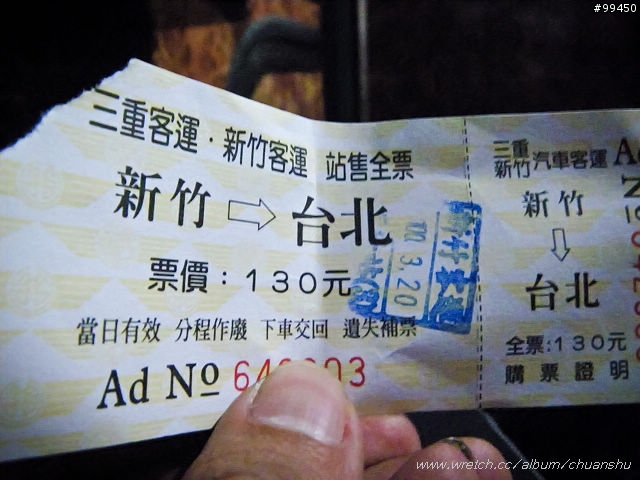 #99450
三重客運·新竹客運 站售全票
新竹⇨台北
票價：130元
3.20
當日有效 分程作廢 下車交回 遺失補票
Ad No
三重
新竹 汽車客運
新竹
⇩
台北
全票:130元
購票證明
Ad
www.wretch.cc/album/chuanshu